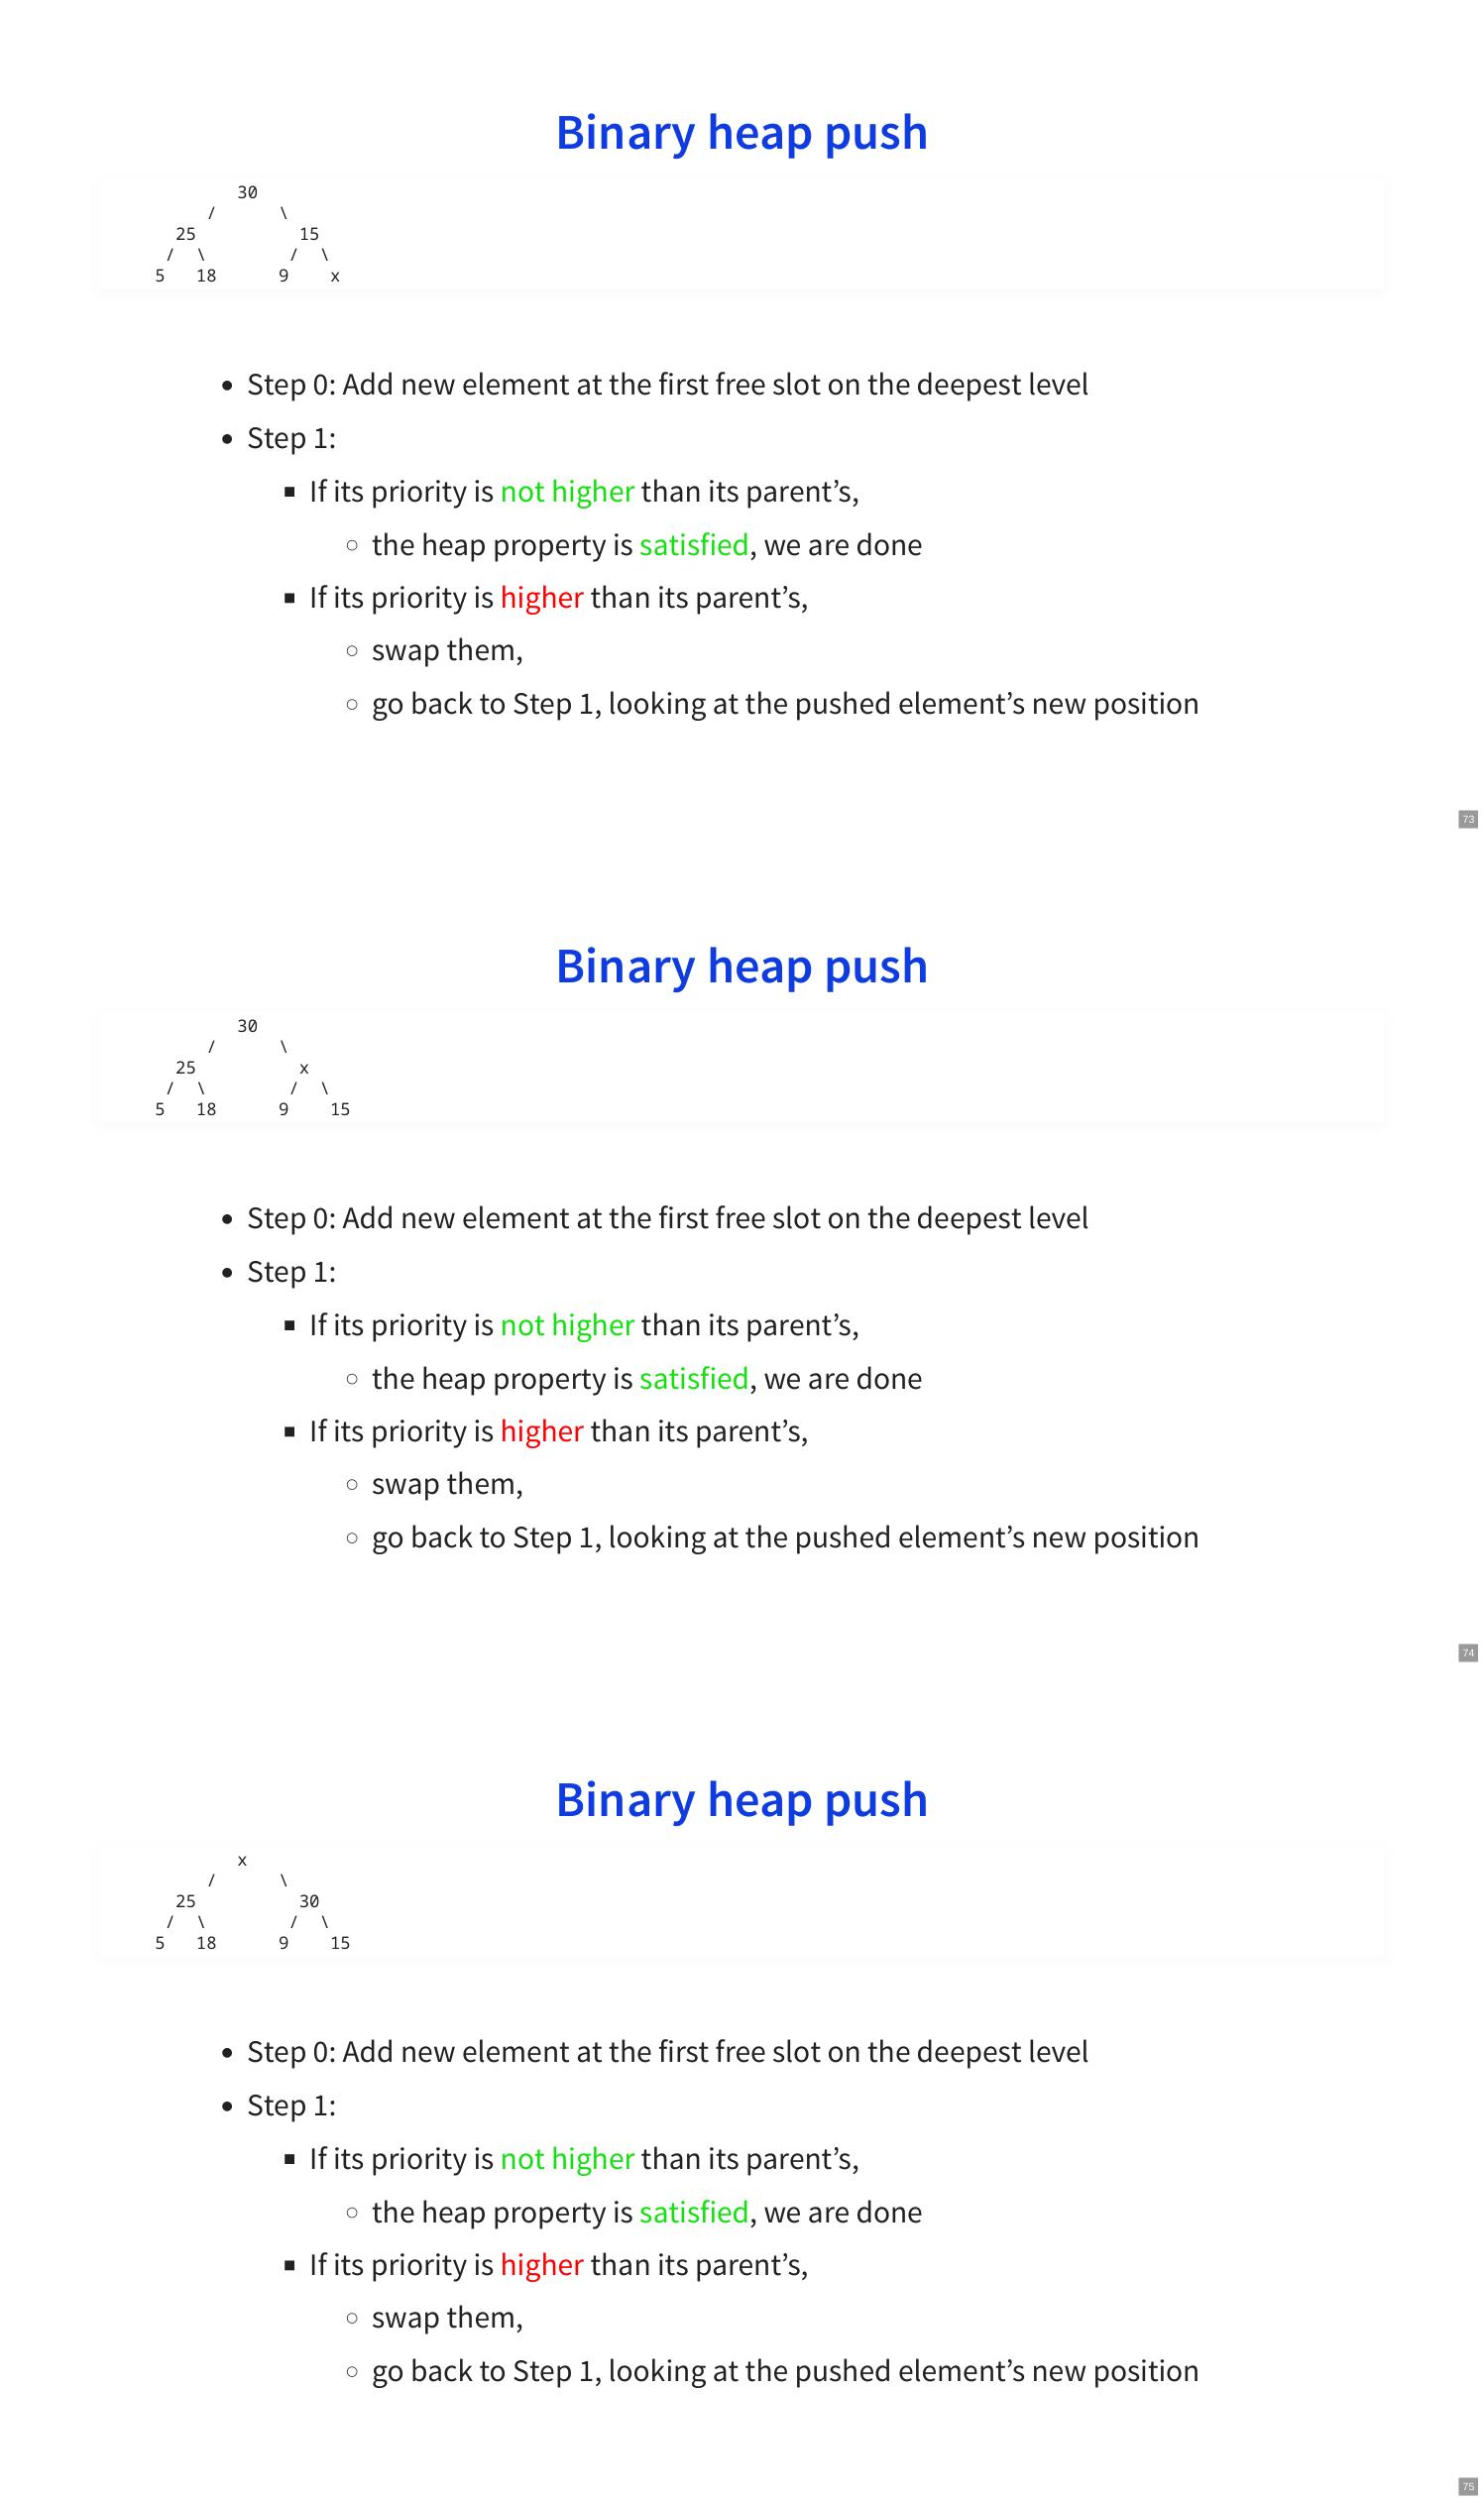 Binary heap push
30
/ \
25 15
/ \ / \
5 18 9 x
• Step 0: Add new element at the first free slot on the deepest level
• Step 1:
▪ If its priority is not higher than its parent’s,
○ the heap property is satisfied, we are done
▪ If its priority is higher than its parent’s,
○ swap them,
○ go back to Step 1, looking at the pushed element’s new position
73
Binary heap push
30
/ \
25 x
/ \ / \
5 18 9 15
• Step 0: Add new element at the first free slot on the deepest level
• Step 1:
▪ If its priority is not higher than its parent’s,
○ the heap property is satisfied, we are done
▪ If its priority is higher than its parent’s,
○ swap them,
○ go back to Step 1, looking at the pushed element’s new position
74
Binary heap push
x
/ \
25 30
/ \ / \
5 18 9 15
• Step 0: Add new element at the first free slot on the deepest level
• Step 1:
▪ If its priority is not higher than its parent’s,
○ the heap property is satisfied, we are done
▪ If its priority is higher than its parent’s,
○ swap them,
○ go back to Step 1, looking at the pushed element’s new position
75